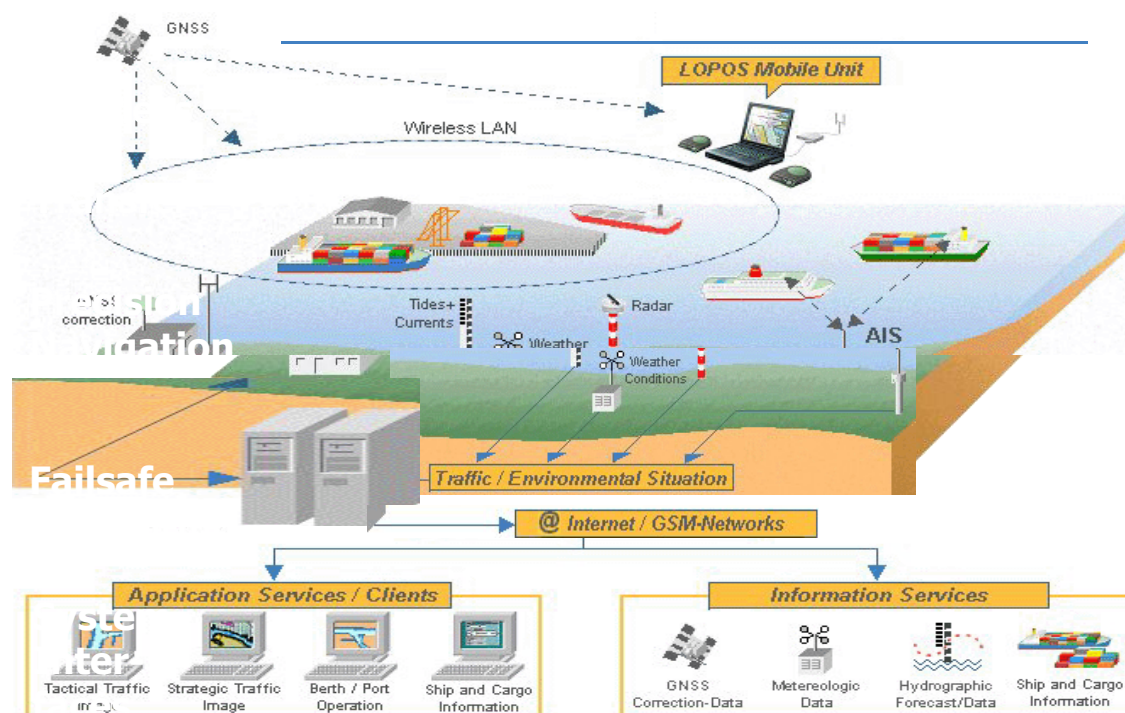 GNSS
LOPOS Mobile Unit
Wireless LAN
correction
Navigation
Tides+
Currents
Radar
Weather
AIS
Weather
Conditions
Failsafe
Traffic / Environmental Situation
@ Internet / GSM-Networks
Application Services / Clients
Information Services
Tactical Traffic
Strategic Traffic
Image
Berth / Port
Operation
Ship and Cargo
Information
GNSS
Correction-Data
Metereologic
Data
Hydrographic
Forecast/Data
Ship and Cargo
Information